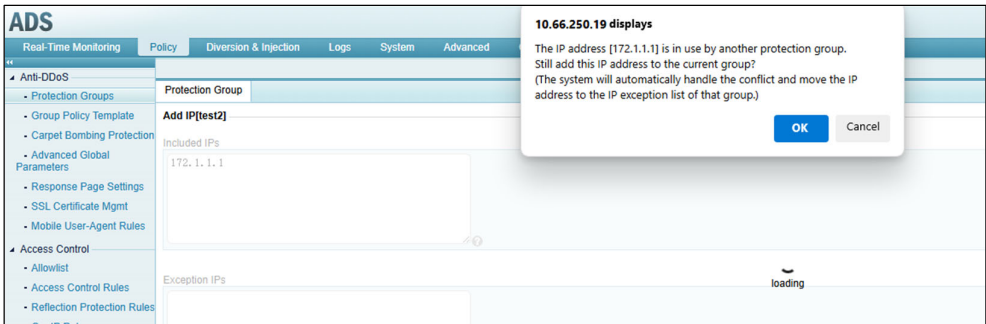 ADS
Real-Time Monitoring Policy Diversion & Injection Logs System Advanced
Anti-DDoS
Protection Groups
Group Policy Template
Carpet Bombing Protection
Advanced Global
Parameters
Response Page Settings
SSL Certificate Mgmt
Mobile User-Agent Rules
Access Control
Allowlist
Access Control Rules
Reflection Protection Rules
Protection Group
Add IP[test2]
Included IPs
172.1.1.1
Exception IPs
loading
10.66.250.19 displays
The IP address [172.1.1.1] is in use by another protection group.
Still add this IP address to the current group?
(The system will automatically handle the conflict and move the IP
address to the IP exception list of that group.)
OK
Cancel